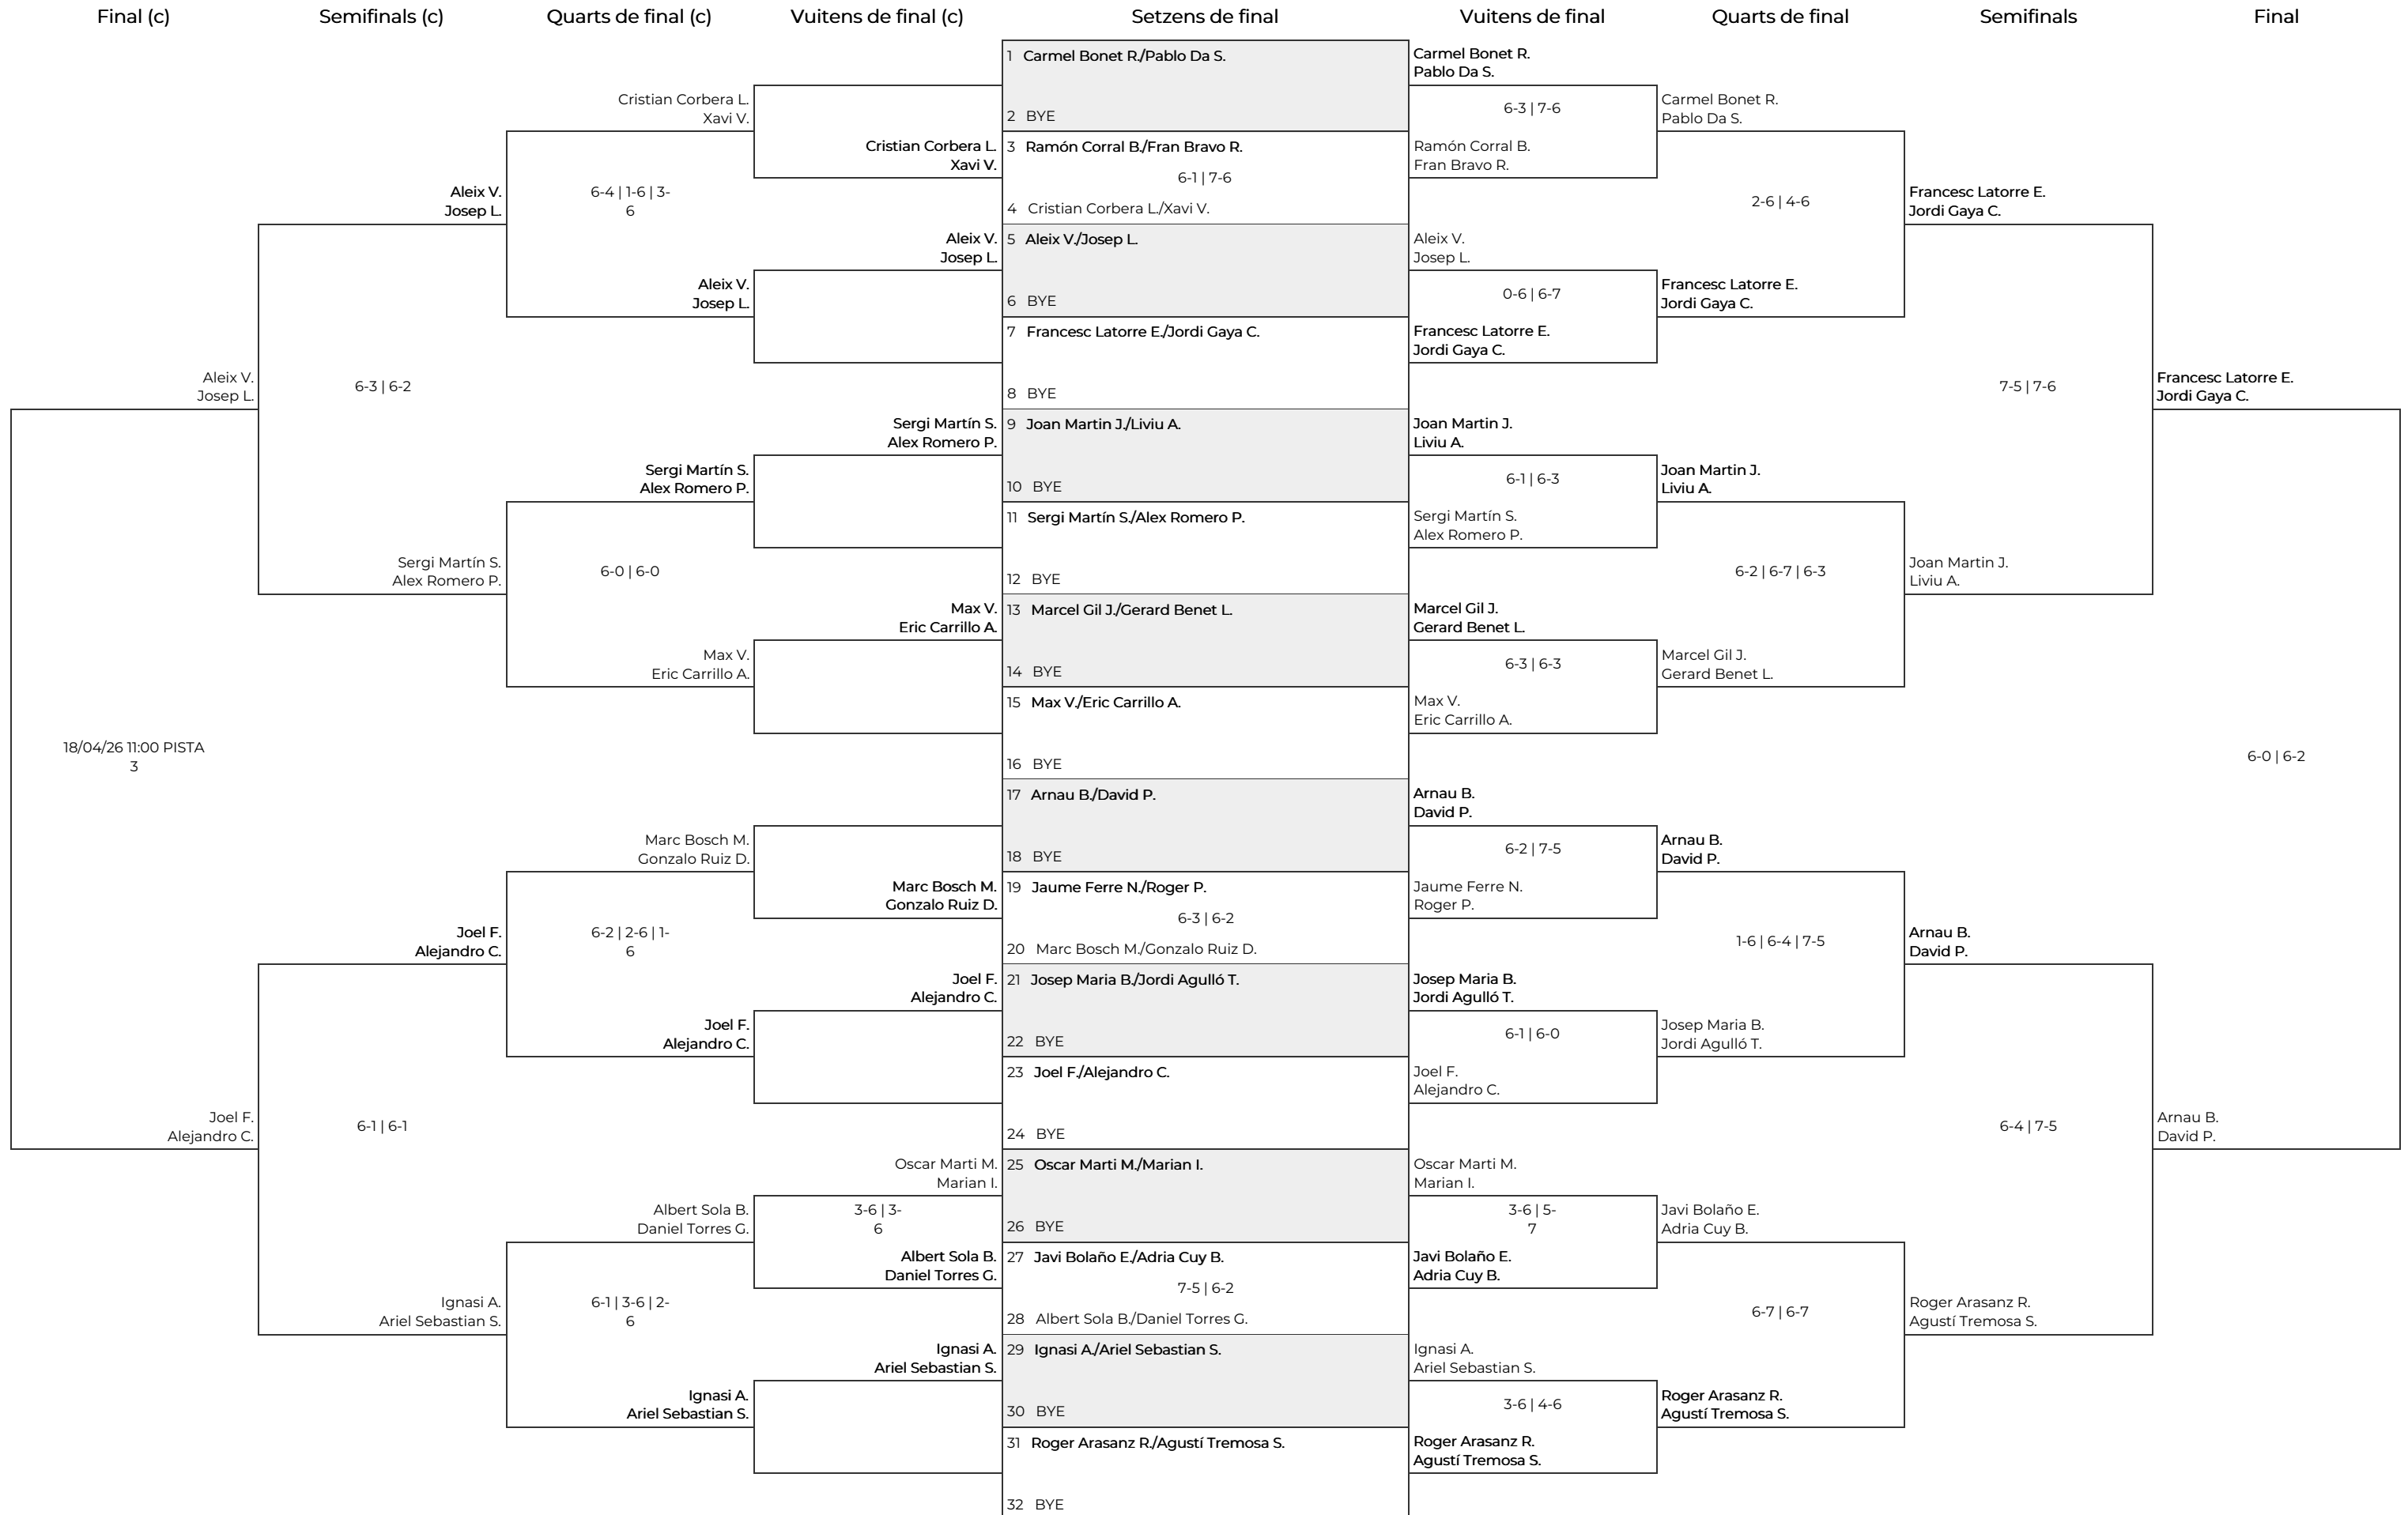 Final (c)
Semifinals (c)
Quarts de final (c)
Vuitens de final (c)
Setzens de final
Vuitens de final
Quarts de final
Semifinals
Final
Aleix V.
Josep L.
18/04/26 11:00 PISTA
3
Joel F.
Alejandro C.
Aleix V.
Josep L.
6-3 | 6-2
Sergi Martín S.
Alex Romero P.
Joel F.
Alejandro C.
6-1 | 6-1
Ignasi A.
Ariel Sebastian S.
Cristian Corbera L.
Xavi V.
6-4 | 1-6 | 3-
6
Aleix V.
Josep L.
Sergi Martín S.
Alex Romero P.
6-0 | 6-0
Max V.
Eric Carrillo A.
Marc Bosch M.
Gonzalo Ruiz D.
6-2 | 2-6 | 1-
6
Joel F.
Alejandro C.
Albert Sola B.
Daniel Torres G.
6-1 | 3-6 | 2-
6
Ignasi A.
Ariel Sebastian S.
Cristian Corbera L.
Xavi V.
Aleix V.
Josep L.
Sergi Martín S.
Alex Romero P.
Max V.
Eric Carrillo A.
Marc Bosch M.
Gonzalo Ruiz D.
Joel F.
Alejandro C.
Oscar Marti M.
Marian I.
3-6 | 3-
6
Albert Sola B.
Daniel Torres G.
Ignasi A.
Ariel Sebastian S.
1 Carmel Bonet R./Pablo Da S.
2 BYE
3 Ramón Corral B./Fran Bravo R.
6-1 | 7-6
4 Cristian Corbera L./Xavi V.
5 Aleix V./Josep L.
6 BYE
7 Francesc Latorre E./Jordi Gaya C.
8 BYE
9 Joan Martin J./Liviu A.
10 BYE
11 Sergi Martín S./Alex Romero P.
12 BYE
13 Marcel Gil J./Gerard Benet L.
14 BYE
15 Max V./Eric Carrillo A.
16 BYE
17 Arnau B./David P.
18 BYE
19 Jaume Ferre N./Roger P.
6-3 | 6-2
20 Marc Bosch M./Gonzalo Ruiz D.
21 Josep Maria B./Jordi Agulló T.
22 BYE
23 Joel F./Alejandro C.
24 BYE
25 Oscar Marti M./Marian I.
26 BYE
27 Javi Bolaño E./Adria Cuy B.
7-5 | 6-2
28 Albert Sola B./Daniel Torres G.
29 Ignasi A./Ariel Sebastian S.
30 BYE
31 Roger Arasanz R./Agustí Tremosa S.
32 BYE
Carmel Bonet R.
Pablo Da S.
6-3 | 7-6
Ramón Corral B.
Fran Bravo R.
Aleix V.
Josep L.
0-6 | 6-7
Francesc Latorre E.
Jordi Gaya C.
Joan Martin J.
Liviu A.
6-1 | 6-3
Sergi Martín S.
Alex Romero P.
Marcel Gil J.
Gerard Benet L.
6-3 | 6-3
Max V.
Eric Carrillo A.
Arnau B.
David P.
6-2 | 7-5
Jaume Ferre N.
Roger P.
Josep Maria B.
Jordi Agulló T.
6-1 | 6-0
Joel F.
Alejandro C.
Oscar Marti M.
Marian I.
3-6 | 5-
7
Javi Bolaño E.
Adria Cuy B.
Ignasi A.
Ariel Sebastian S.
3-6 | 4-6
Roger Arasanz R.
Agustí Tremosa S.
Carmel Bonet R.
Pablo Da S.
2-6 | 4-6
Francesc Latorre E.
Jordi Gaya C.
Joan Martin J.
Liviu A.
6-2 | 6-7 | 6-3
Marcel Gil J.
Gerard Benet L.
Arnau B.
David P.
1-6 | 6-4 | 7-5
Josep Maria B.
Jordi Agulló T.
Javi Bolaño E.
Adria Cuy B.
6-7 | 6-7
Roger Arasanz R.
Agustí Tremosa S.
Francesc Latorre E.
Jordi Gaya C.
7-5 | 7-6
Joan Martin J.
Liviu A.
Arnau B.
David P.
6-4 | 7-5
Roger Arasanz R.
Agustí Tremosa S.
Francesc Latorre E.
Jordi Gaya C.
6-0 | 6-2
Arnau B.
David P.